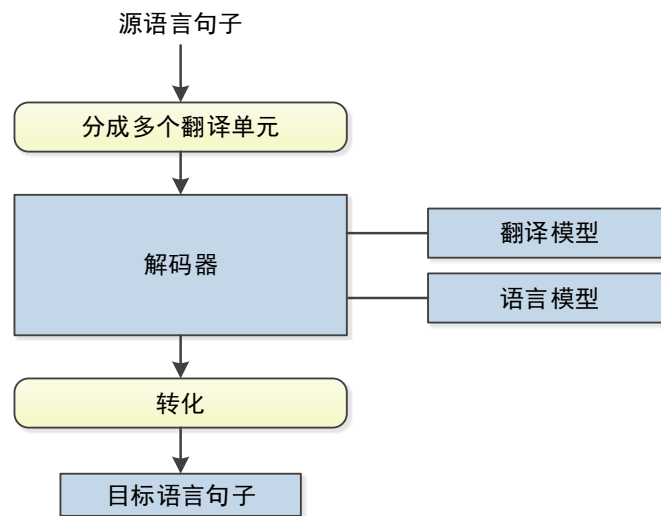 源语言句子
分成多个翻译单元
解码器
翻译模型
语言模型
转化
目标语言句子